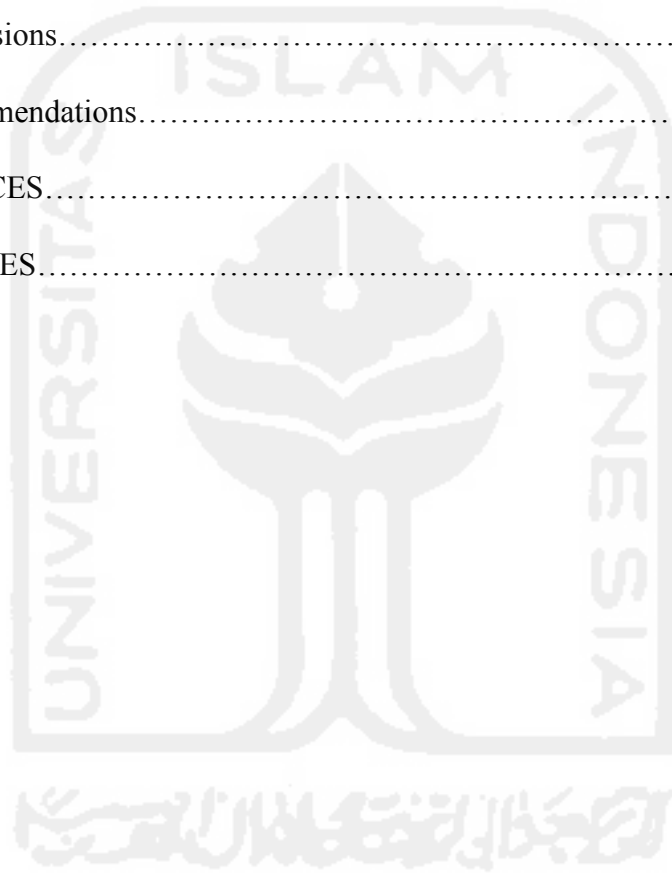 sions……………………………………………………
mendations……………………………………………
CES………………………………………………………
ES…………………………………………………………
UNIVERSITAS
ISLAM
INDONESIA